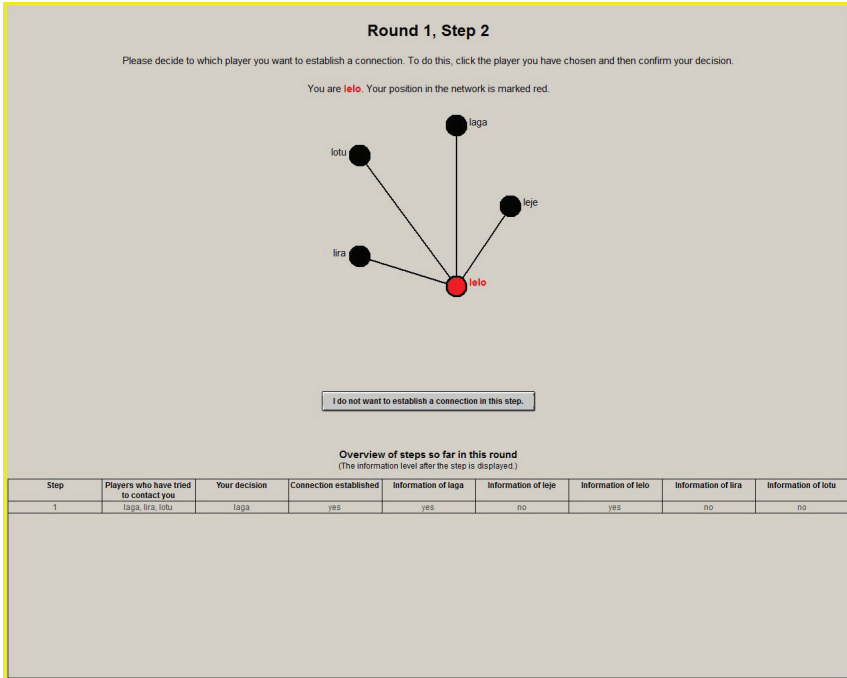 Round 1, Step 2
Please decide to which player you want to establish a connection. To do this, click the player you have chosen and then confirm your decision.
You are lelo. Your position in the network is marked red.
laga
lotu
leje
lira
lelo
I do not want to establish a connection in this step.
Overview of steps so far in this round
(The information level after the step is displayed.)
Step Players who have tried to contact you Your decision Connection established Information of laga Information of leje Information of lelo Information of lira Information of lotu
1 laga, lira, lotu laga yes yes no yes no no